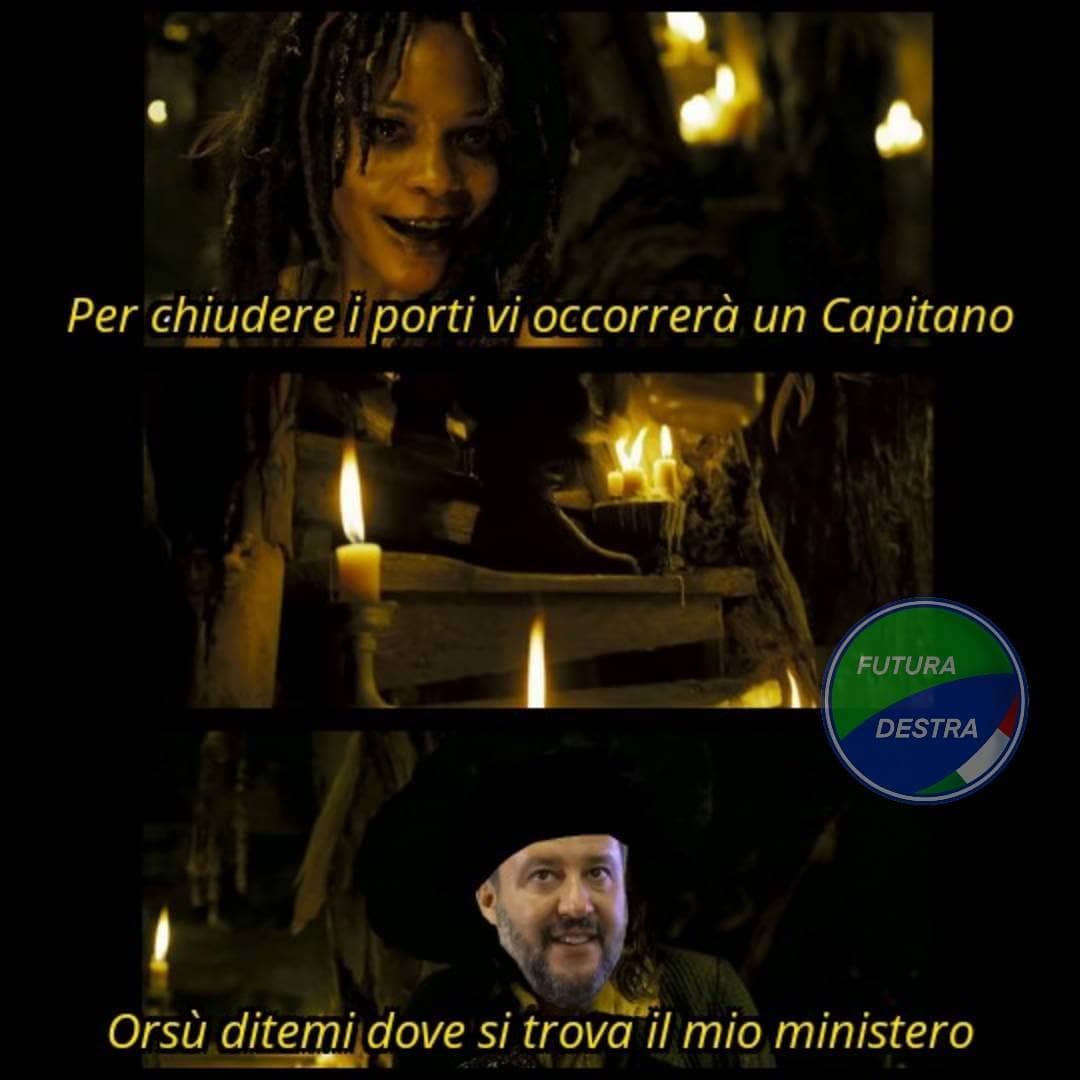 Per chiudere i porti vi occorrerà un Capitano
FUTURA
DESTRA
Orsù ditemi dove si trova il mio ministero